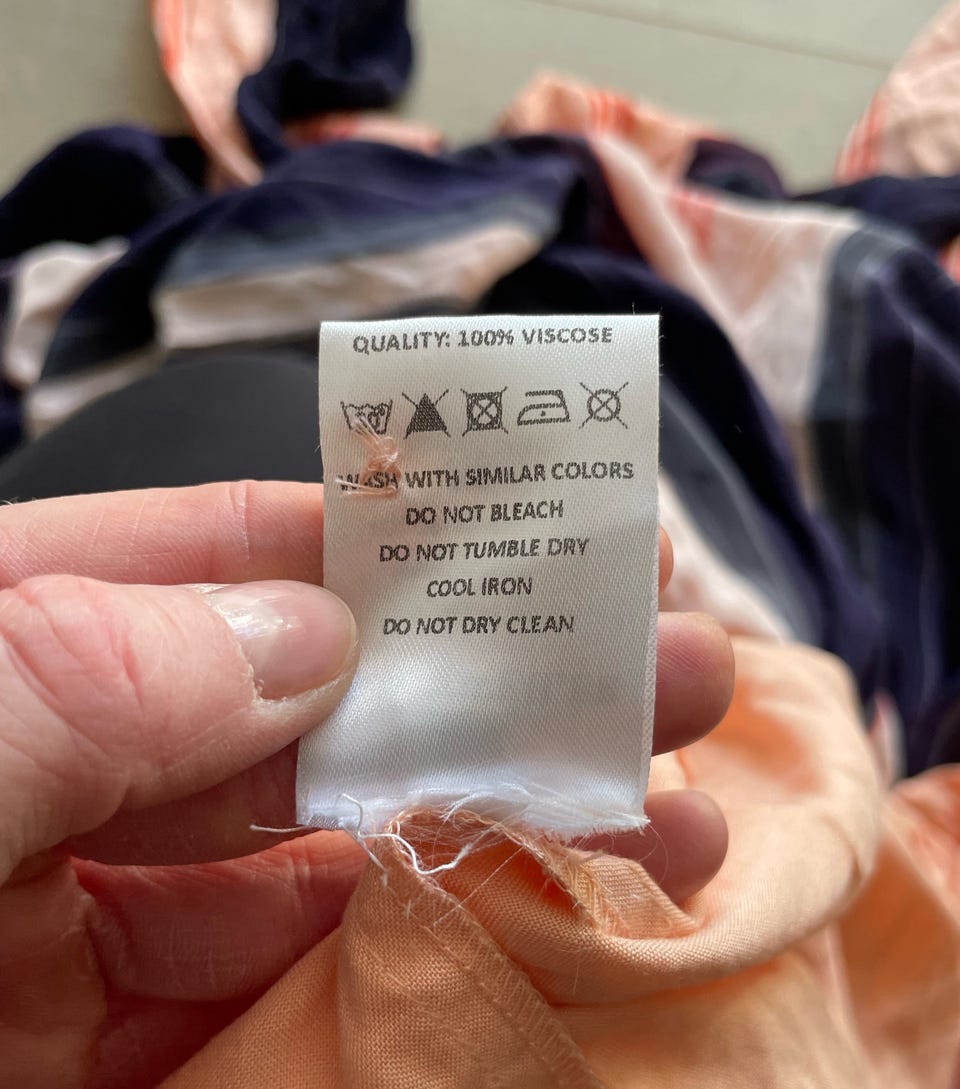 QUALITY: 100% VISCOSE
WASH WITH SIMILAR COLORS
DO NOT BLEACH
DO NOT TUMBLE DRY
COOL IRON
DO NOT DRY CLEAN